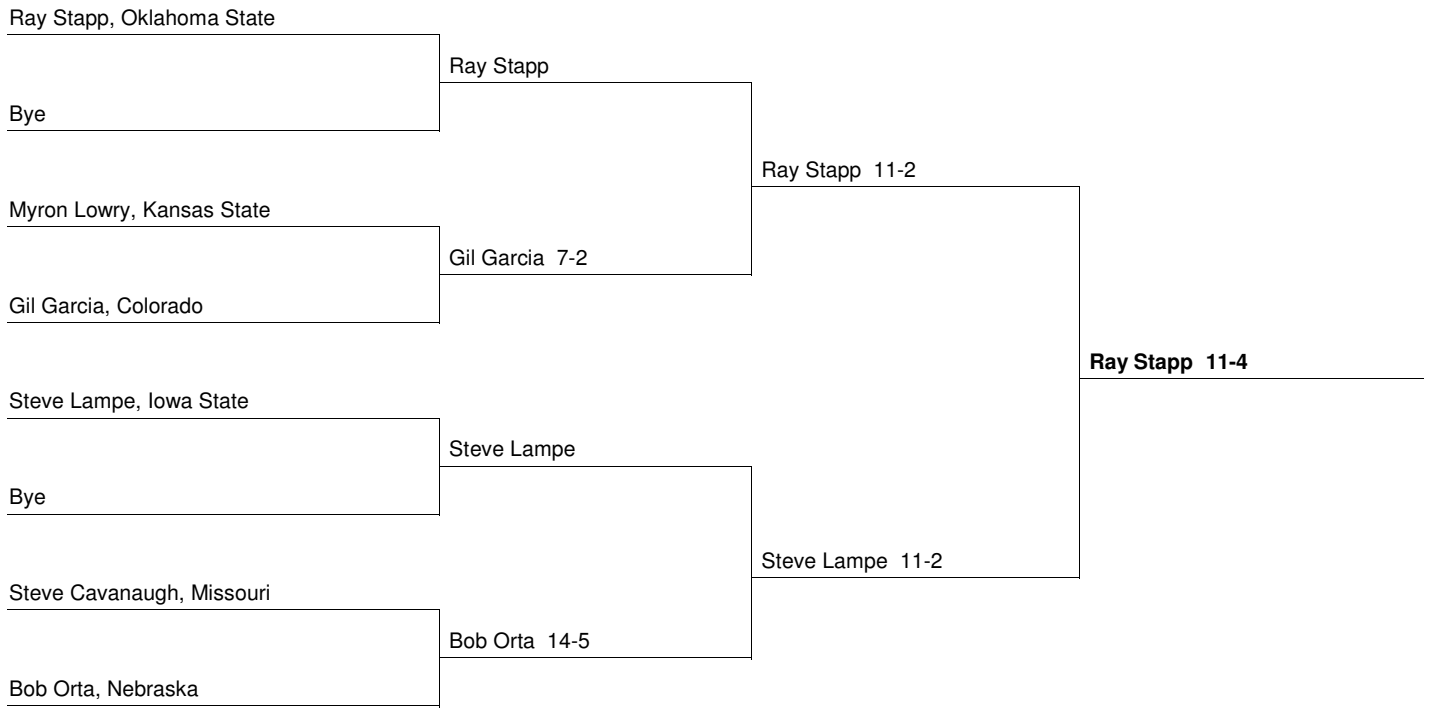 Ray Stapp, Oklahoma State
Ray Stapp
Bye
Ray Stapp 11-2
Myron Lowry, Kansas State
Gil Garcia 7-2
Gil Garcia, Colorado
Ray Stapp 11-4
Steve Lampe, Iowa State
Steve Lampe
Bye
Steve Lampe 11-2
Steve Cavanaugh, Missouri
Bob Orta 14-5
Bob Orta, Nebraska